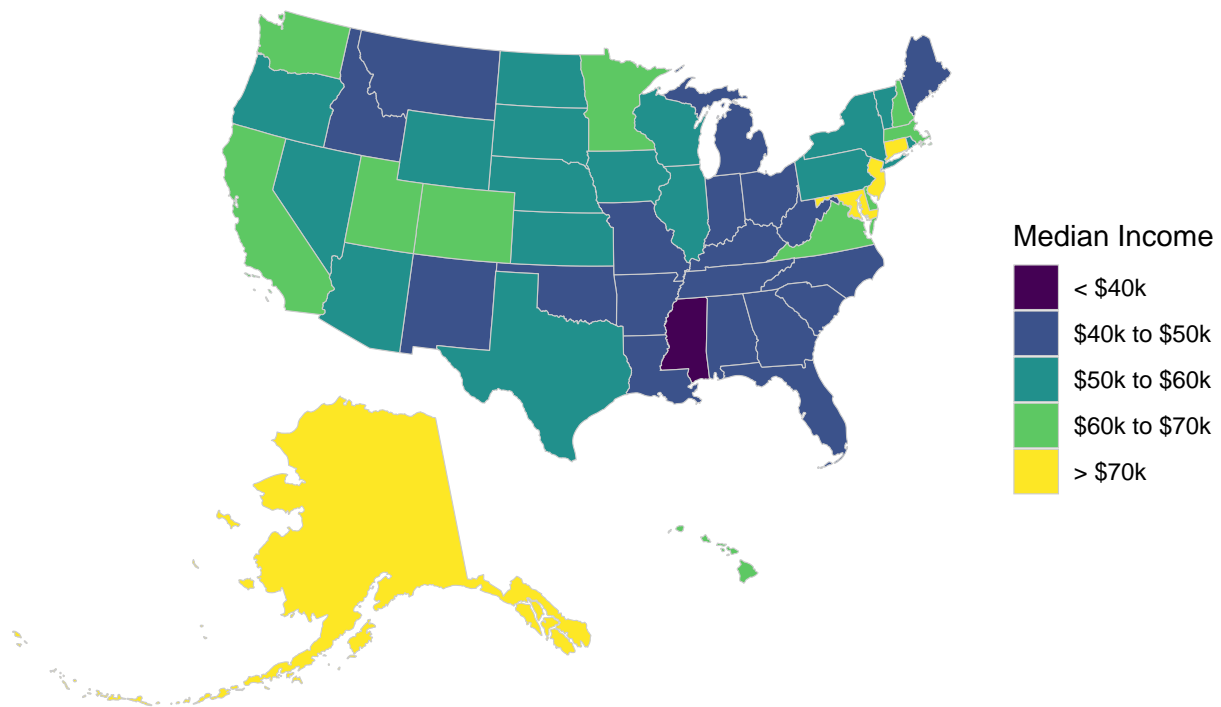 Median Income
< $40k
$40k to $50k
$50k to $60k
$60k to $70k
> $70k